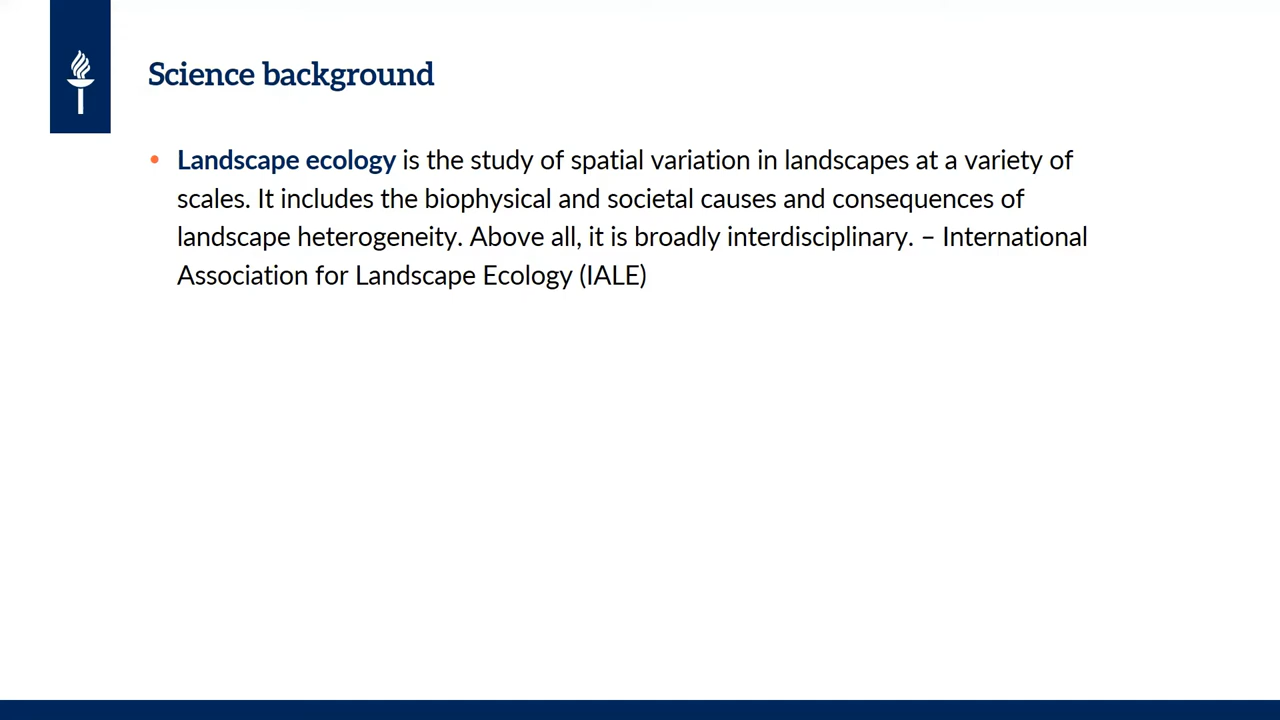 Science background
• Landscape ecology is the study of spatial variation in landscapes at a variety of
scales. It includes the biophysical and societal causes and consequences of
landscape heterogeneity. Above all, it is broadly interdisciplinary. – International
Association for Landscape Ecology (IALE)